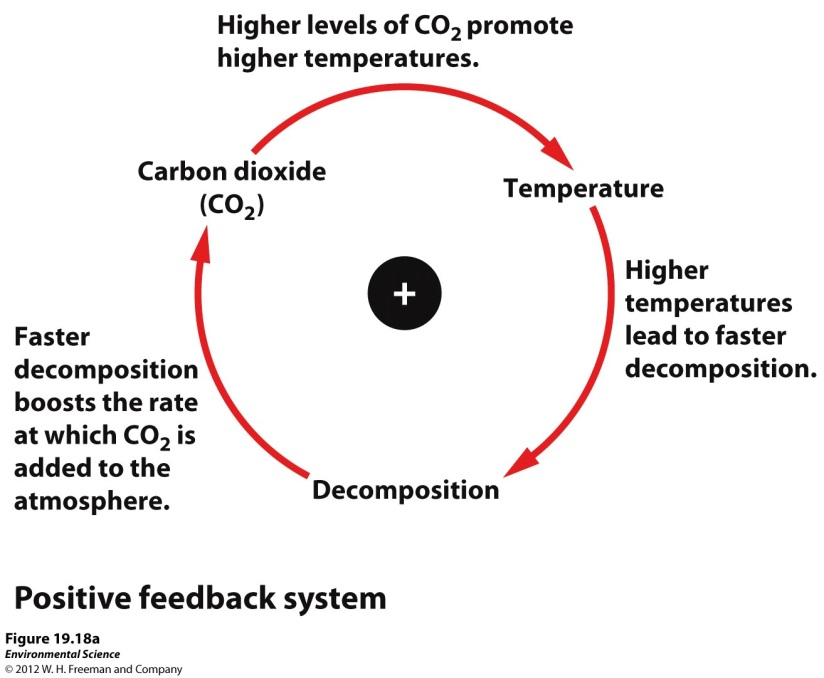 Higher levels of CO₂ promote
higher temperatures.
Carbon dioxide
(CO₂)
Temperature
+
Higher
temperatures
lead to faster
decomposition.
Faster
decomposition
boosts the rate
at which CO₂ is
added to the
atmosphere.
Decomposition
Positive feedback system
Figure 19.18a
Environmental Science
© 2012 W. H. Freeman and Company